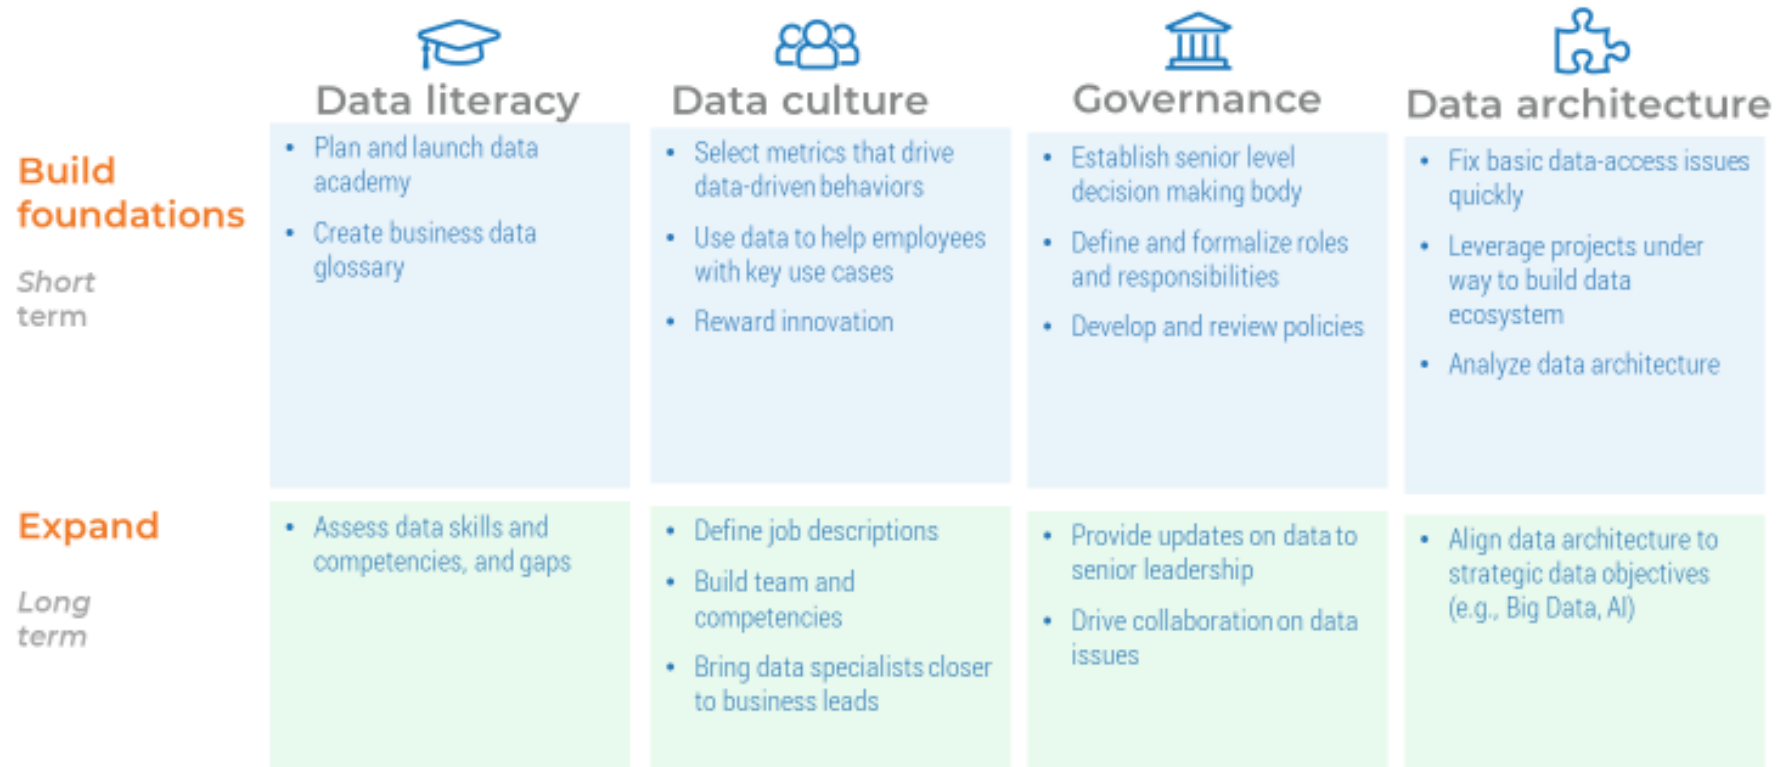 Data literacy
Data culture
Governance
Data architecture
Build
foundations
Short
term
• Plan and launch data
academy
• Create business data
glossary
• Select metrics that drive
data-driven behaviors
• Use data to help employees
with key use cases
• Reward innovation
• Establish senior level
decision making body
• Define and formalize roles
and responsibilities
• Develop and review policies
• Fix basic data-access issues
quickly
• Leverage projects under
way to build data
ecosystem
• Analyze data architecture
Expand
Long
term
• Assess data skills and
competencies, and gaps
• Define job descriptions
• Build team and
competencies
• Bring data specialists closer
to business leads
• Provide updates on data to
senior leadership
• Drive collaboration on data
issues
• Align data architecture to
strategic data objectives
(e.g., Big Data, AI)